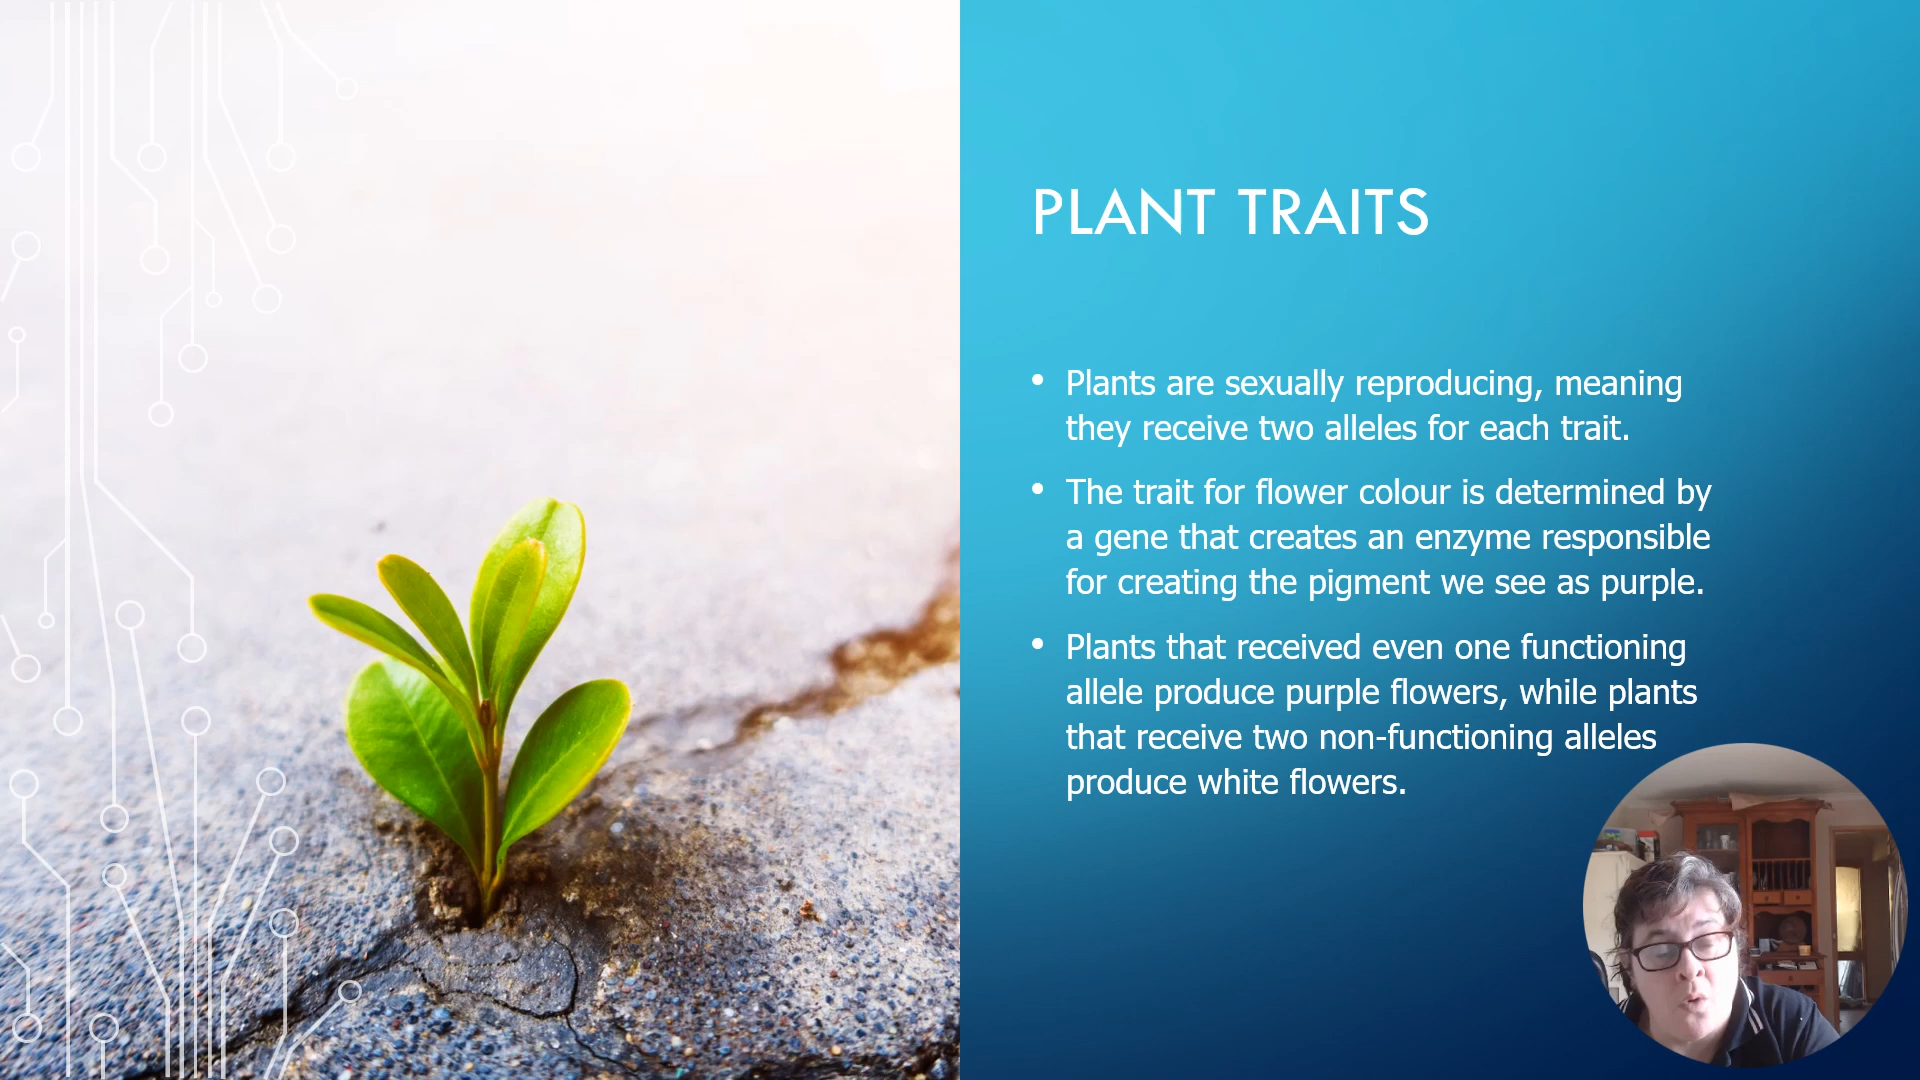 PLANT TRAITS
• Plants are sexually reproducing, meaning
they receive two alleles for each trait.
• The trait for flower colour is determined by
a gene that creates an enzyme responsible
for creating the pigment we see as purple.
• Plants that received even one functioning
allele produce purple flowers, while plants
that receive two non-functioning alleles
produce white flowers.